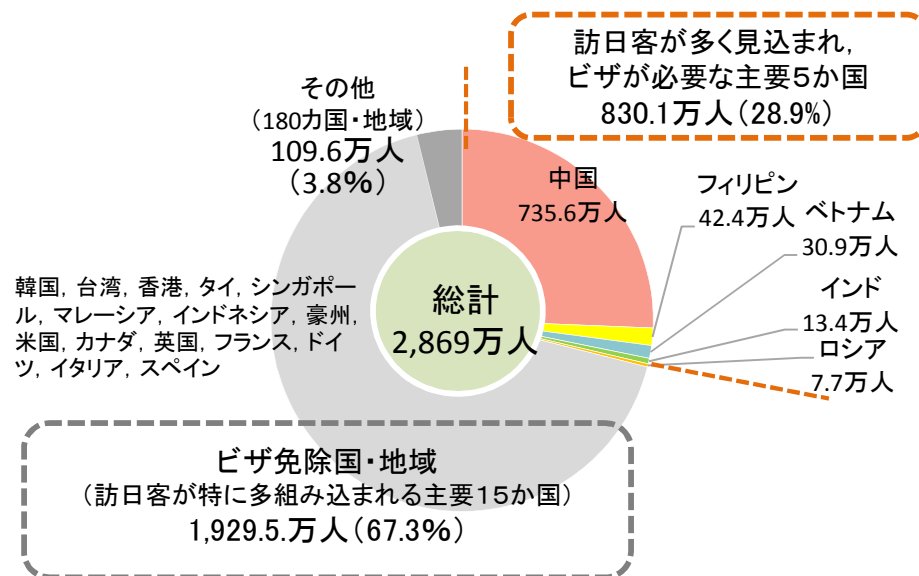 訪日客が多く見込まれ,
ビザが必要な主要5か国
830.1万人(28.9%)
その他
(180カ国・地域)
109.6万人
(3.8%)
中国
735.6万人
フィリピン
42.4万人
ベトナム
30.9万人
インド
13.4万人
ロシア
7.7万人
総計
2,869万人
韓国, 台湾, 香港, タイ, シンガポー
ル, マレーシア, インドネシア, 豪州,
米国, カナダ, 英国, フランス, ドイ
ツ, イタリア, スペイン
ビザ免除国・地域
(訪日客が特に多組み込まれる主要15か国)
1,929.5.万人(67.3%)